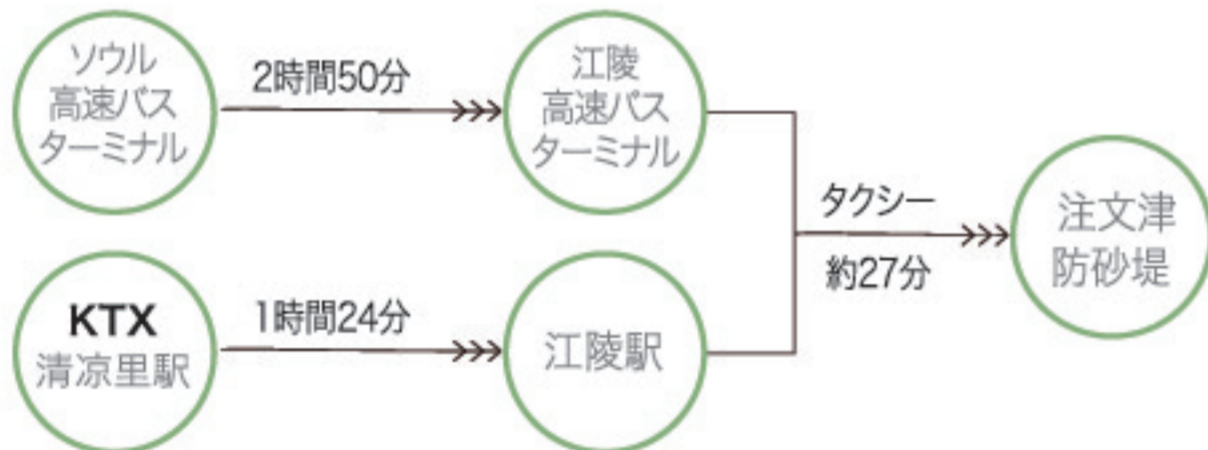 ソウル
高速バス
ターミナル
2時間50分
江陵
高速バス
ターミナル
KTX
清凉里駅
1時間24分
江陵駅
タクシー
約27分
注文津
防砂堤